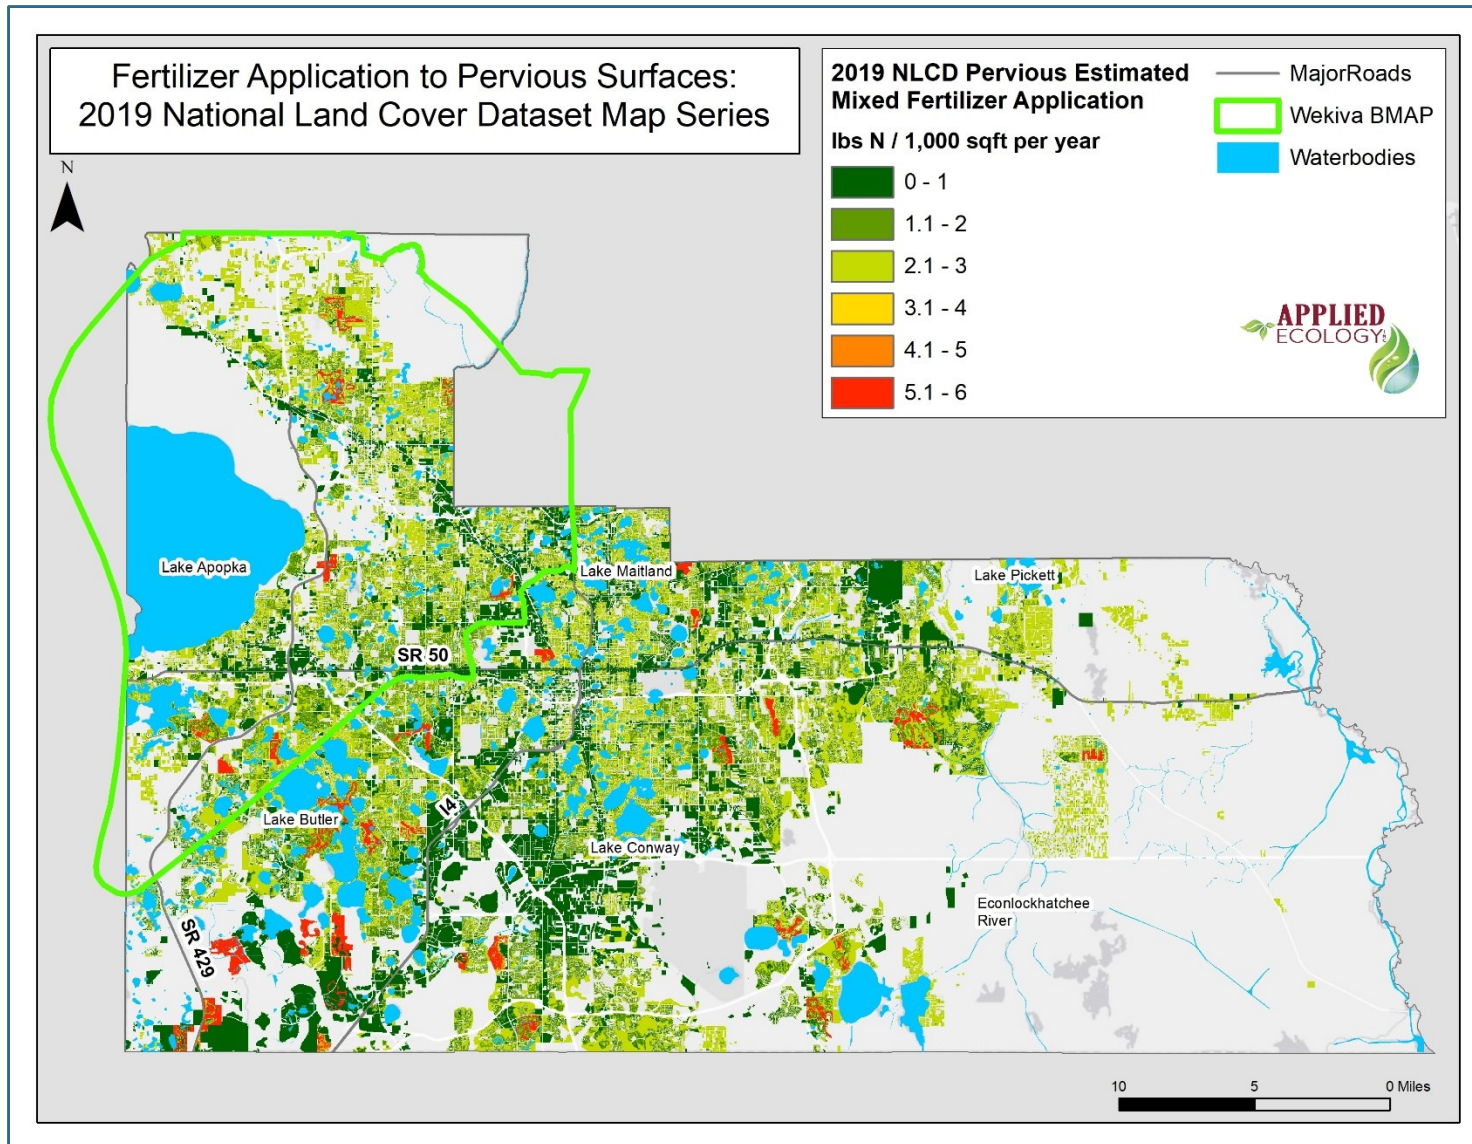 Fertilizer Application to Pervious Surfaces:
2019 National Land Cover Dataset Map Series
N
2019 NLCD Pervious Estimated
Mixed Fertilizer Application
lbs N / 1,000 sqft per year
0 - 1
1.1 - 2
2.1 - 3
3.1 - 4
4.1 - 5
5.1 - 6
MajorRoads
Wekiva BMAP
Waterbodies
APPLIED
ECOLOGY
Lake Apopka
Lake Maitland
Lake Pickett
SR 50
I4
Lake Butler
Lake Conway
Econlockhatchee
River
SR 429
10 5 0 Miles